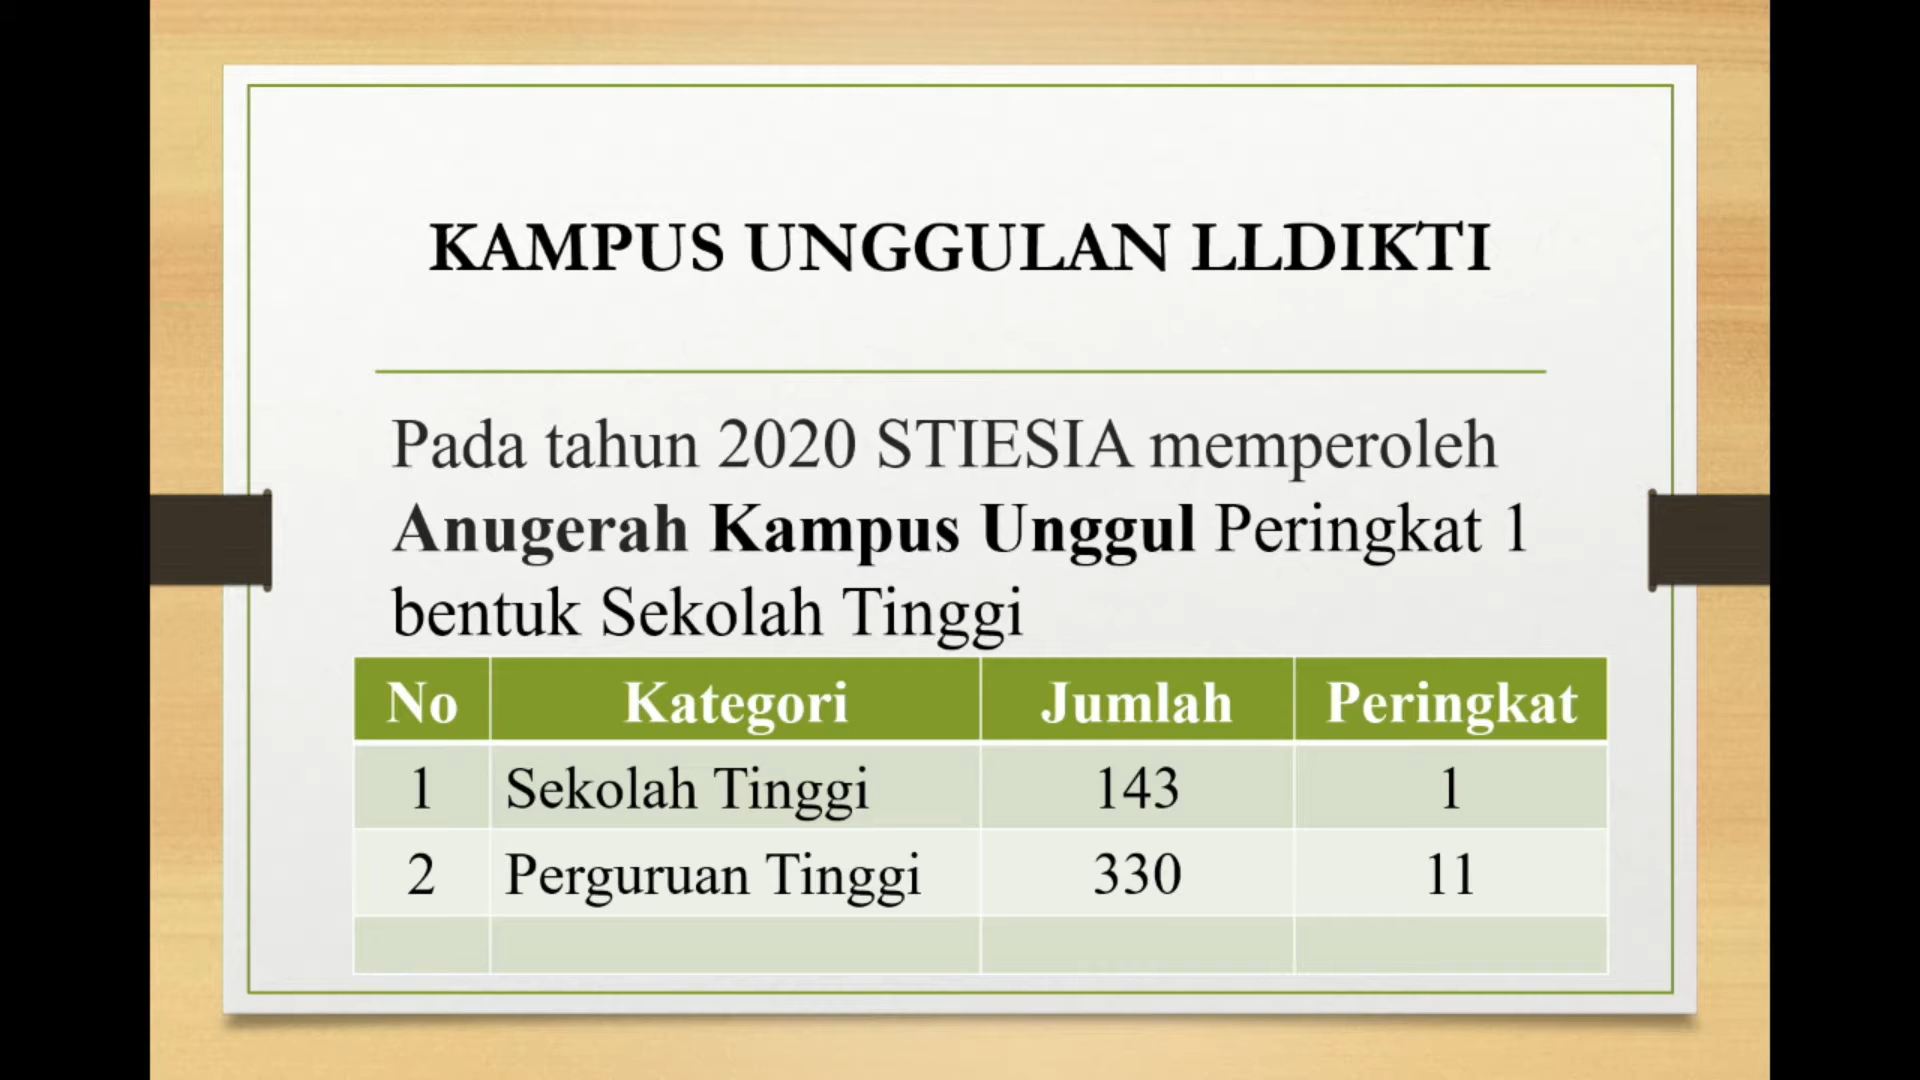 KAMPUS UNGGULAN LLDIKTI
Pada tahun 2020 STIESIA memperoleh
Anugerah Kampus Unggul Peringkat 1
bentuk Sekolah Tinggi
No Kategori Jumlah Peringkat
1 Sekolah Tinggi 143 1
2 Perguruan Tinggi 330 11